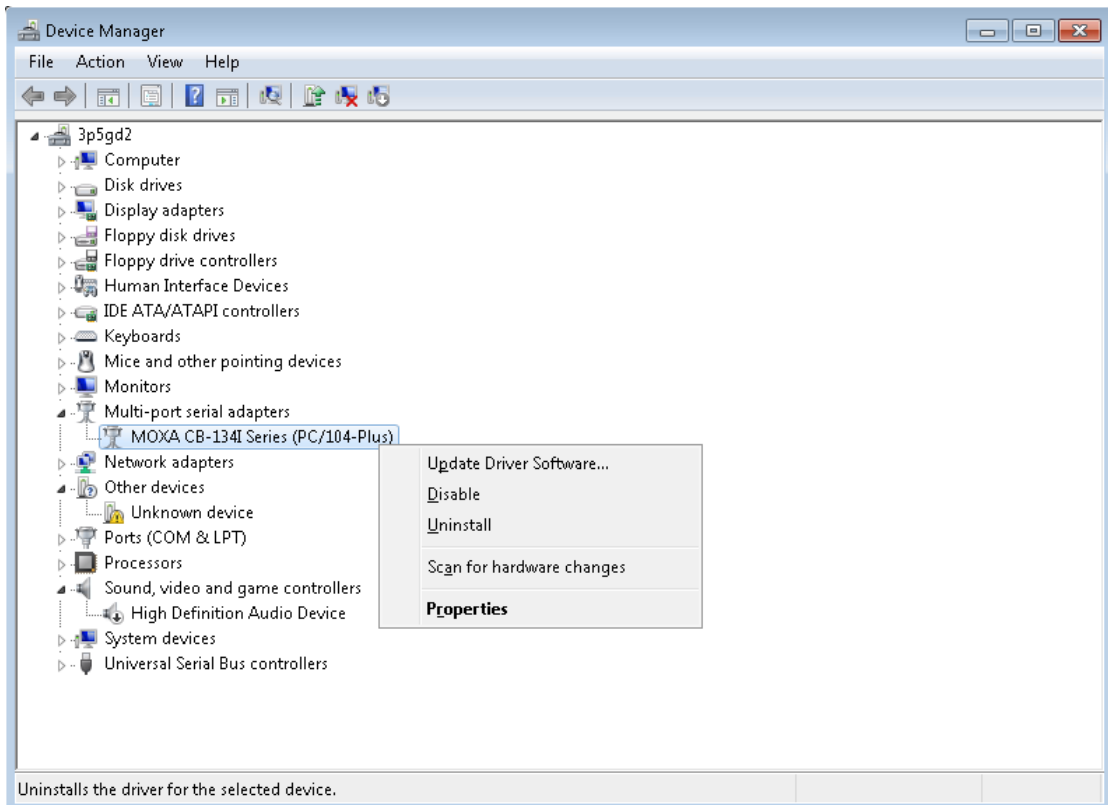 Device Manager
File Action View Help
3p5gd2
Computer
Disk drives
Display adapters
Floppy disk drives
Floppy drive controllers
Human Interface Devices
IDE ATA/ATAPI controllers
Keyboards
Mice and other pointing devices
Monitors
Multi-port serial adapters
MOXA CB-134I Series (PC/104-Plus)
Network adapters
Other devices
Unknown device
Ports (COM & LPT)
Processors
Sound, video and game controllers
High Definition Audio Device
System devices
Universal Serial Bus controllers
Update Driver Software...
Disable
Uninstall
Scan for hardware changes
Properties
Uninstalls the driver for the selected device.